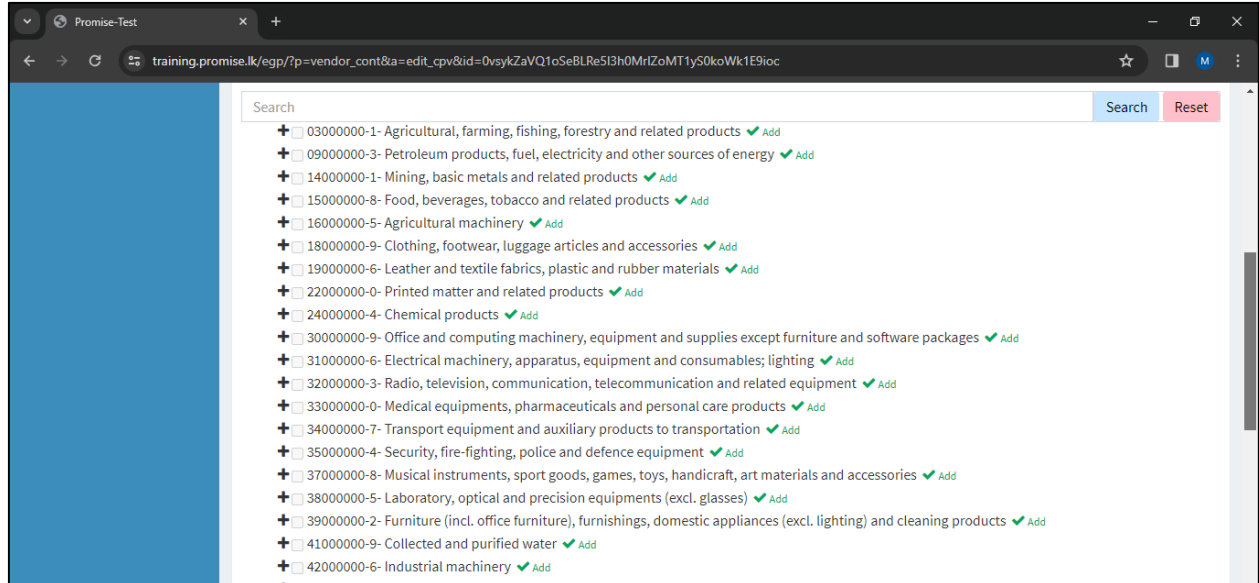 Promise-Test
training.promise.lk/egp/?p=vendor_cont&a=edit_cpv&id=0vsykZaVQ1oSeBLRe5I3h0MrlZoMT1yS0koWk1E9ioc
M
Search Search Reset
03000000-1- Agricultural, farming, fishing, forestry and related products Add
09000000-3- Petroleum products, fuel, electricity and other sources of energy Add
14000000-1- Mining, basic metals and related products Add
15000000-8- Food, beverages, tobacco and related products Add
16000000-5- Agricultural machinery Add
18000000-9- Clothing, footwear, luggage articles and accessories Add
19000000-6- Leather and textile fabrics, plastic and rubber materials Add
22000000-0- Printed matter and related products Add
24000000-4- Chemical products Add
30000000-9- Office and computing machinery, equipment and supplies except furniture and software packages Add
31000000-6- Electrical machinery, apparatus, equipment and consumables; lighting Add
32000000-3- Radio, television, communication, telecommunication and related equipment Add
33000000-0- Medical equipments, pharmaceuticals and personal care products Add
34000000-7- Transport equipment and auxiliary products to transportation Add
35000000-4- Security, fire-fighting, police and defence equipment Add
37000000-8- Musical instruments, sport goods, games, toys, handicraft, art materials and accessories Add
38000000-5- Laboratory, optical and precision equipments (excl. glasses) Add
39000000-2- Furniture (incl. office furniture), furnishings, domestic appliances (excl. lighting) and cleaning products Add
41000000-9- Collected and purified water Add
42000000-6- Industrial machinery Add